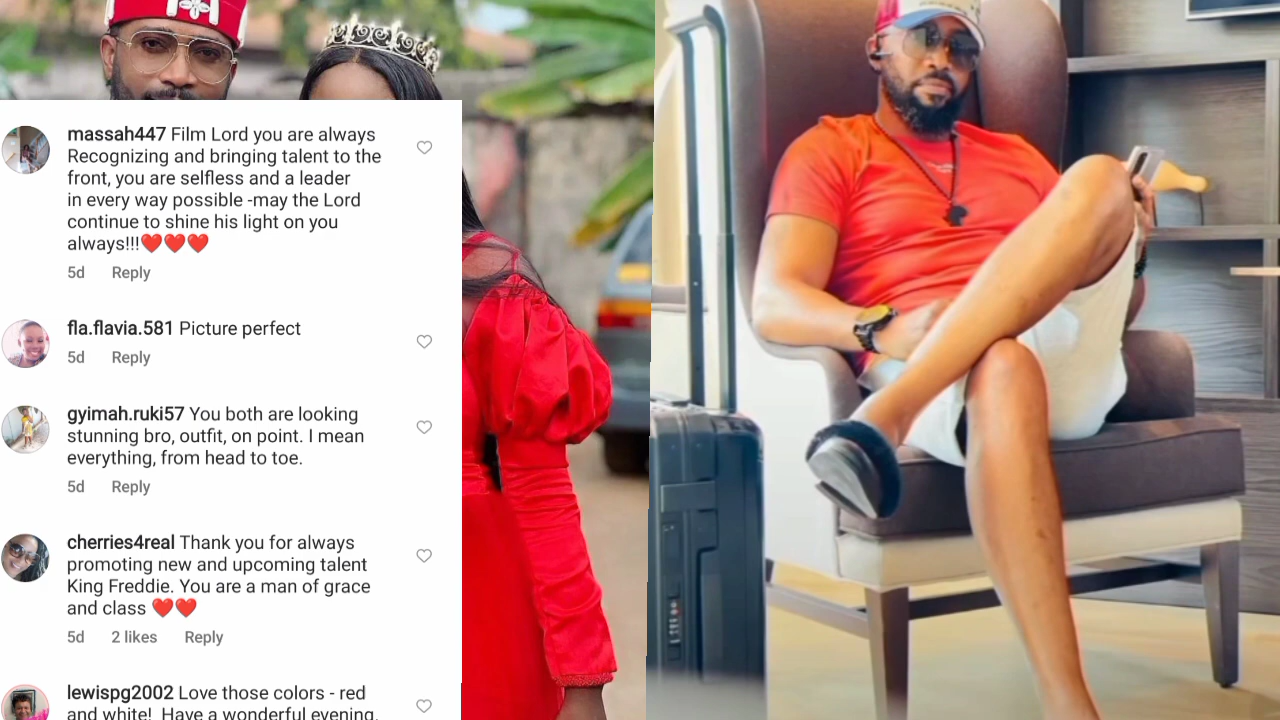 massah447 Film Lord you are always
Recognizing and bringing talent to the
front, you are selfless and a leader
in every way possible -may the Lord
continue to shine his light on you
always!!!❤️❤️❤️
5d Reply
fla.flavia.581 Picture perfect
5d Reply
gyimah.ruki57 You both are looking
stunning bro, outfit, on point. I mean
everything, from head to toe.
5d Reply
cherries4real Thank you for always
promoting new and upcoming talent
King Freddie. You are a man of grace
and class ❤️❤️
5d 2 likes Reply
lewispg2002 Love those colors - red
and white! Have a wonderful evening.